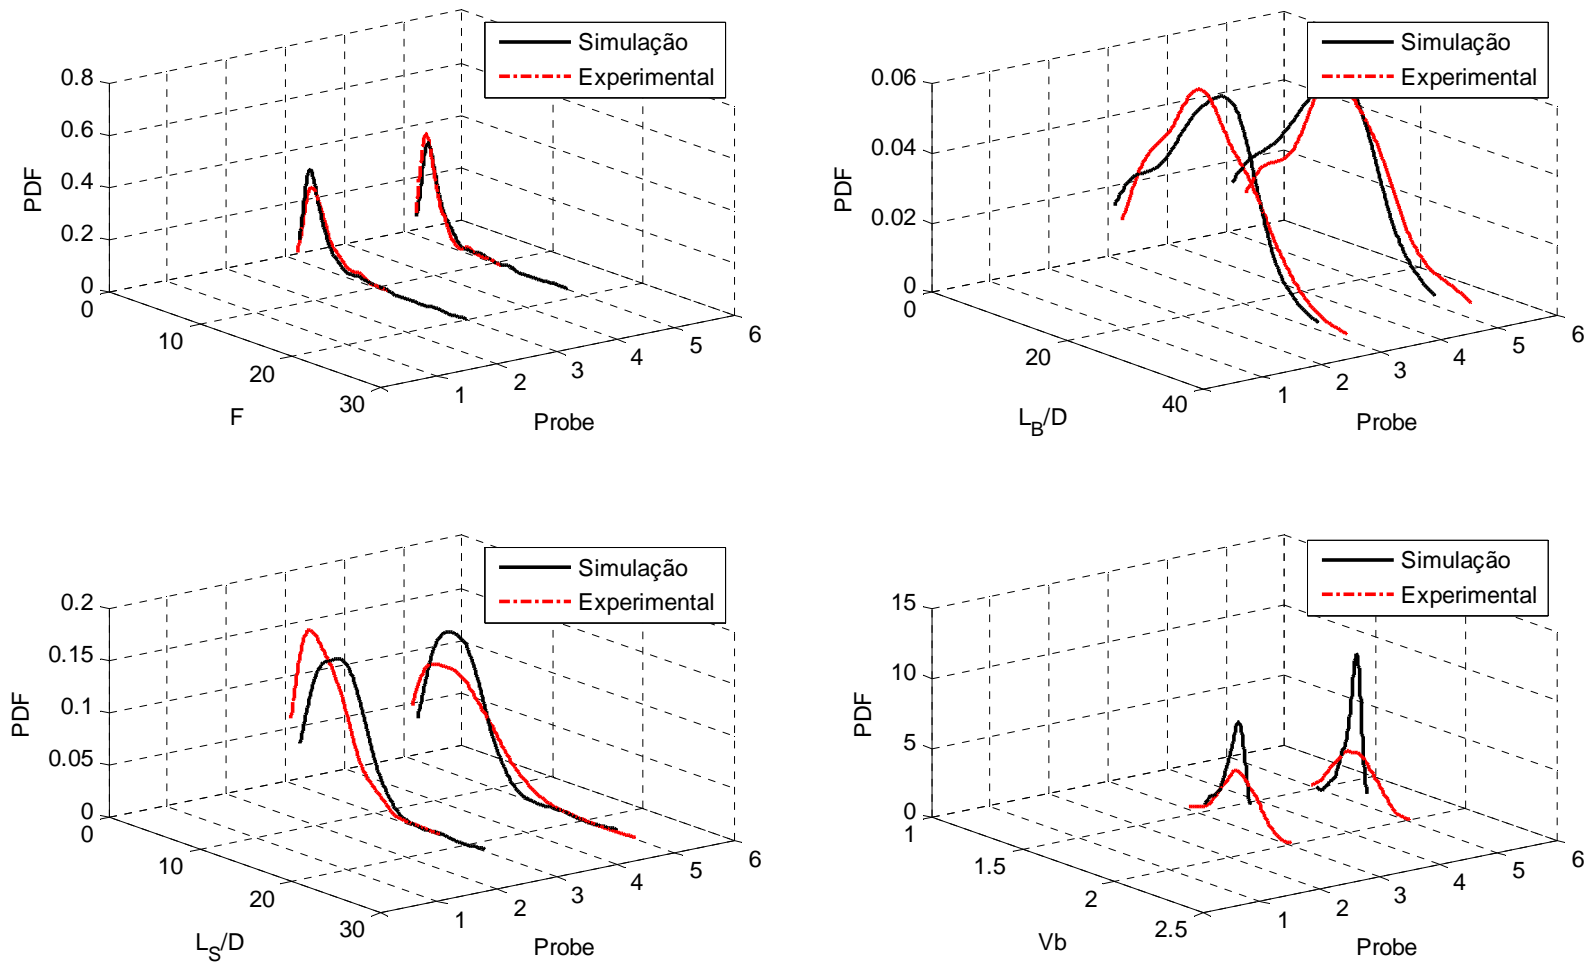 Simulação
Experimental
0.8
0.6
0.4
0.2
0
PDF
0
10
20
30
F
1
2
3
4
5
6
Probe
Simulação
Experimental
0.06
0.04
0.02
0
PDF
0
20
40
L_B/D
1
2
3
4
5
6
Probe
Simulação
Experimental
0.2
0.15
0.1
0.05
0
PDF
0
10
20
30
L_S/D
1
2
3
4
5
6
Probe
Simulação
Experimental
15
10
5
0
PDF
1
1.5
2
2.5
Vb
1
2
3
4
5
6
Probe